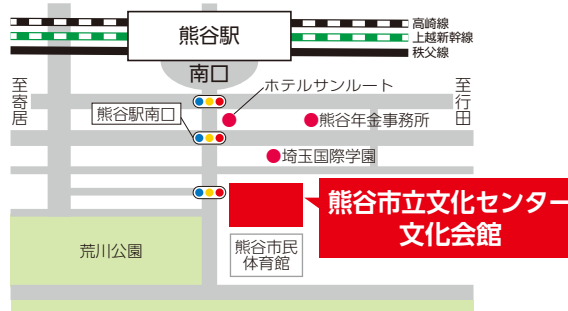 高崎線
上越新幹線
秩父線
熊谷駅
南口
至寄居
ホテルサンルート
至行田
熊谷駅南口
熊谷年金事務所
埼玉国際学園
熊谷市立文化センター
文化会館
荒川公園
熊谷市民
体育館